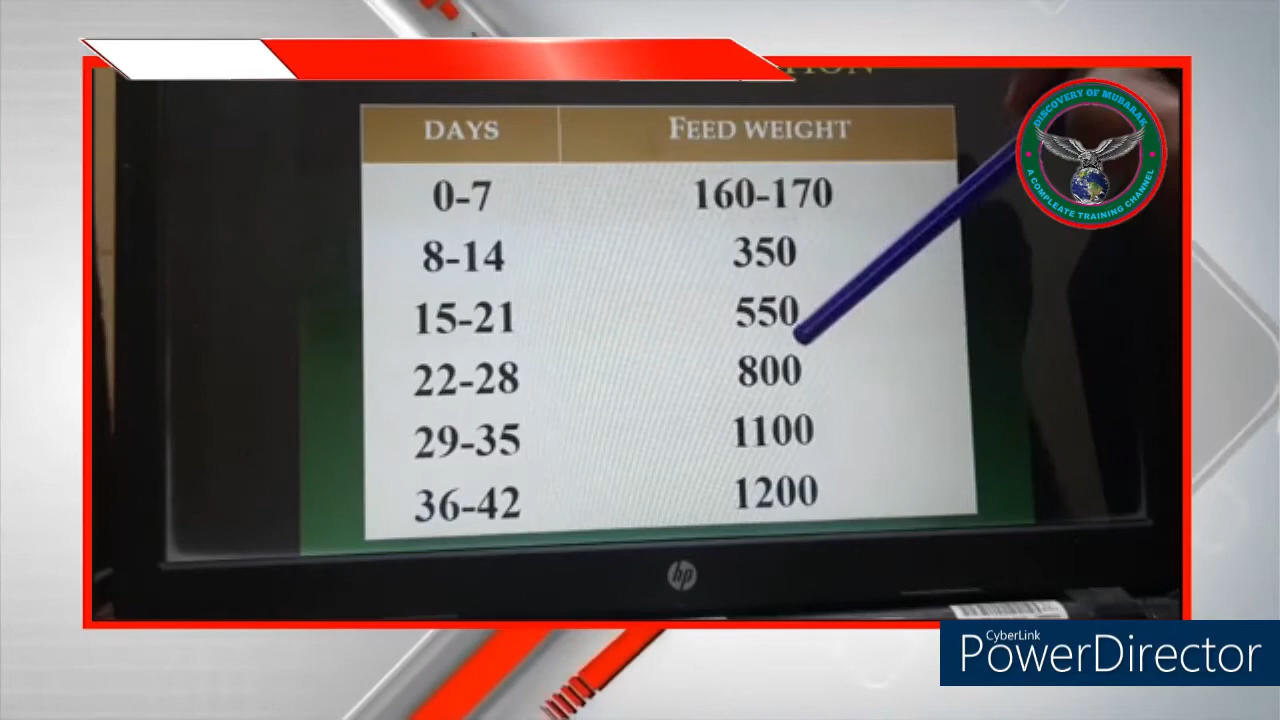 DAYS FEED WEIGHT
0-7 160-170
8-14 350
15-21 550
22-28 800
29-35 1100
36-42 1200
DISCOVERY OF MUBARAK
A COMPLEATE TRAINING CHANNEL
hp
CyberLink
PowerDirector